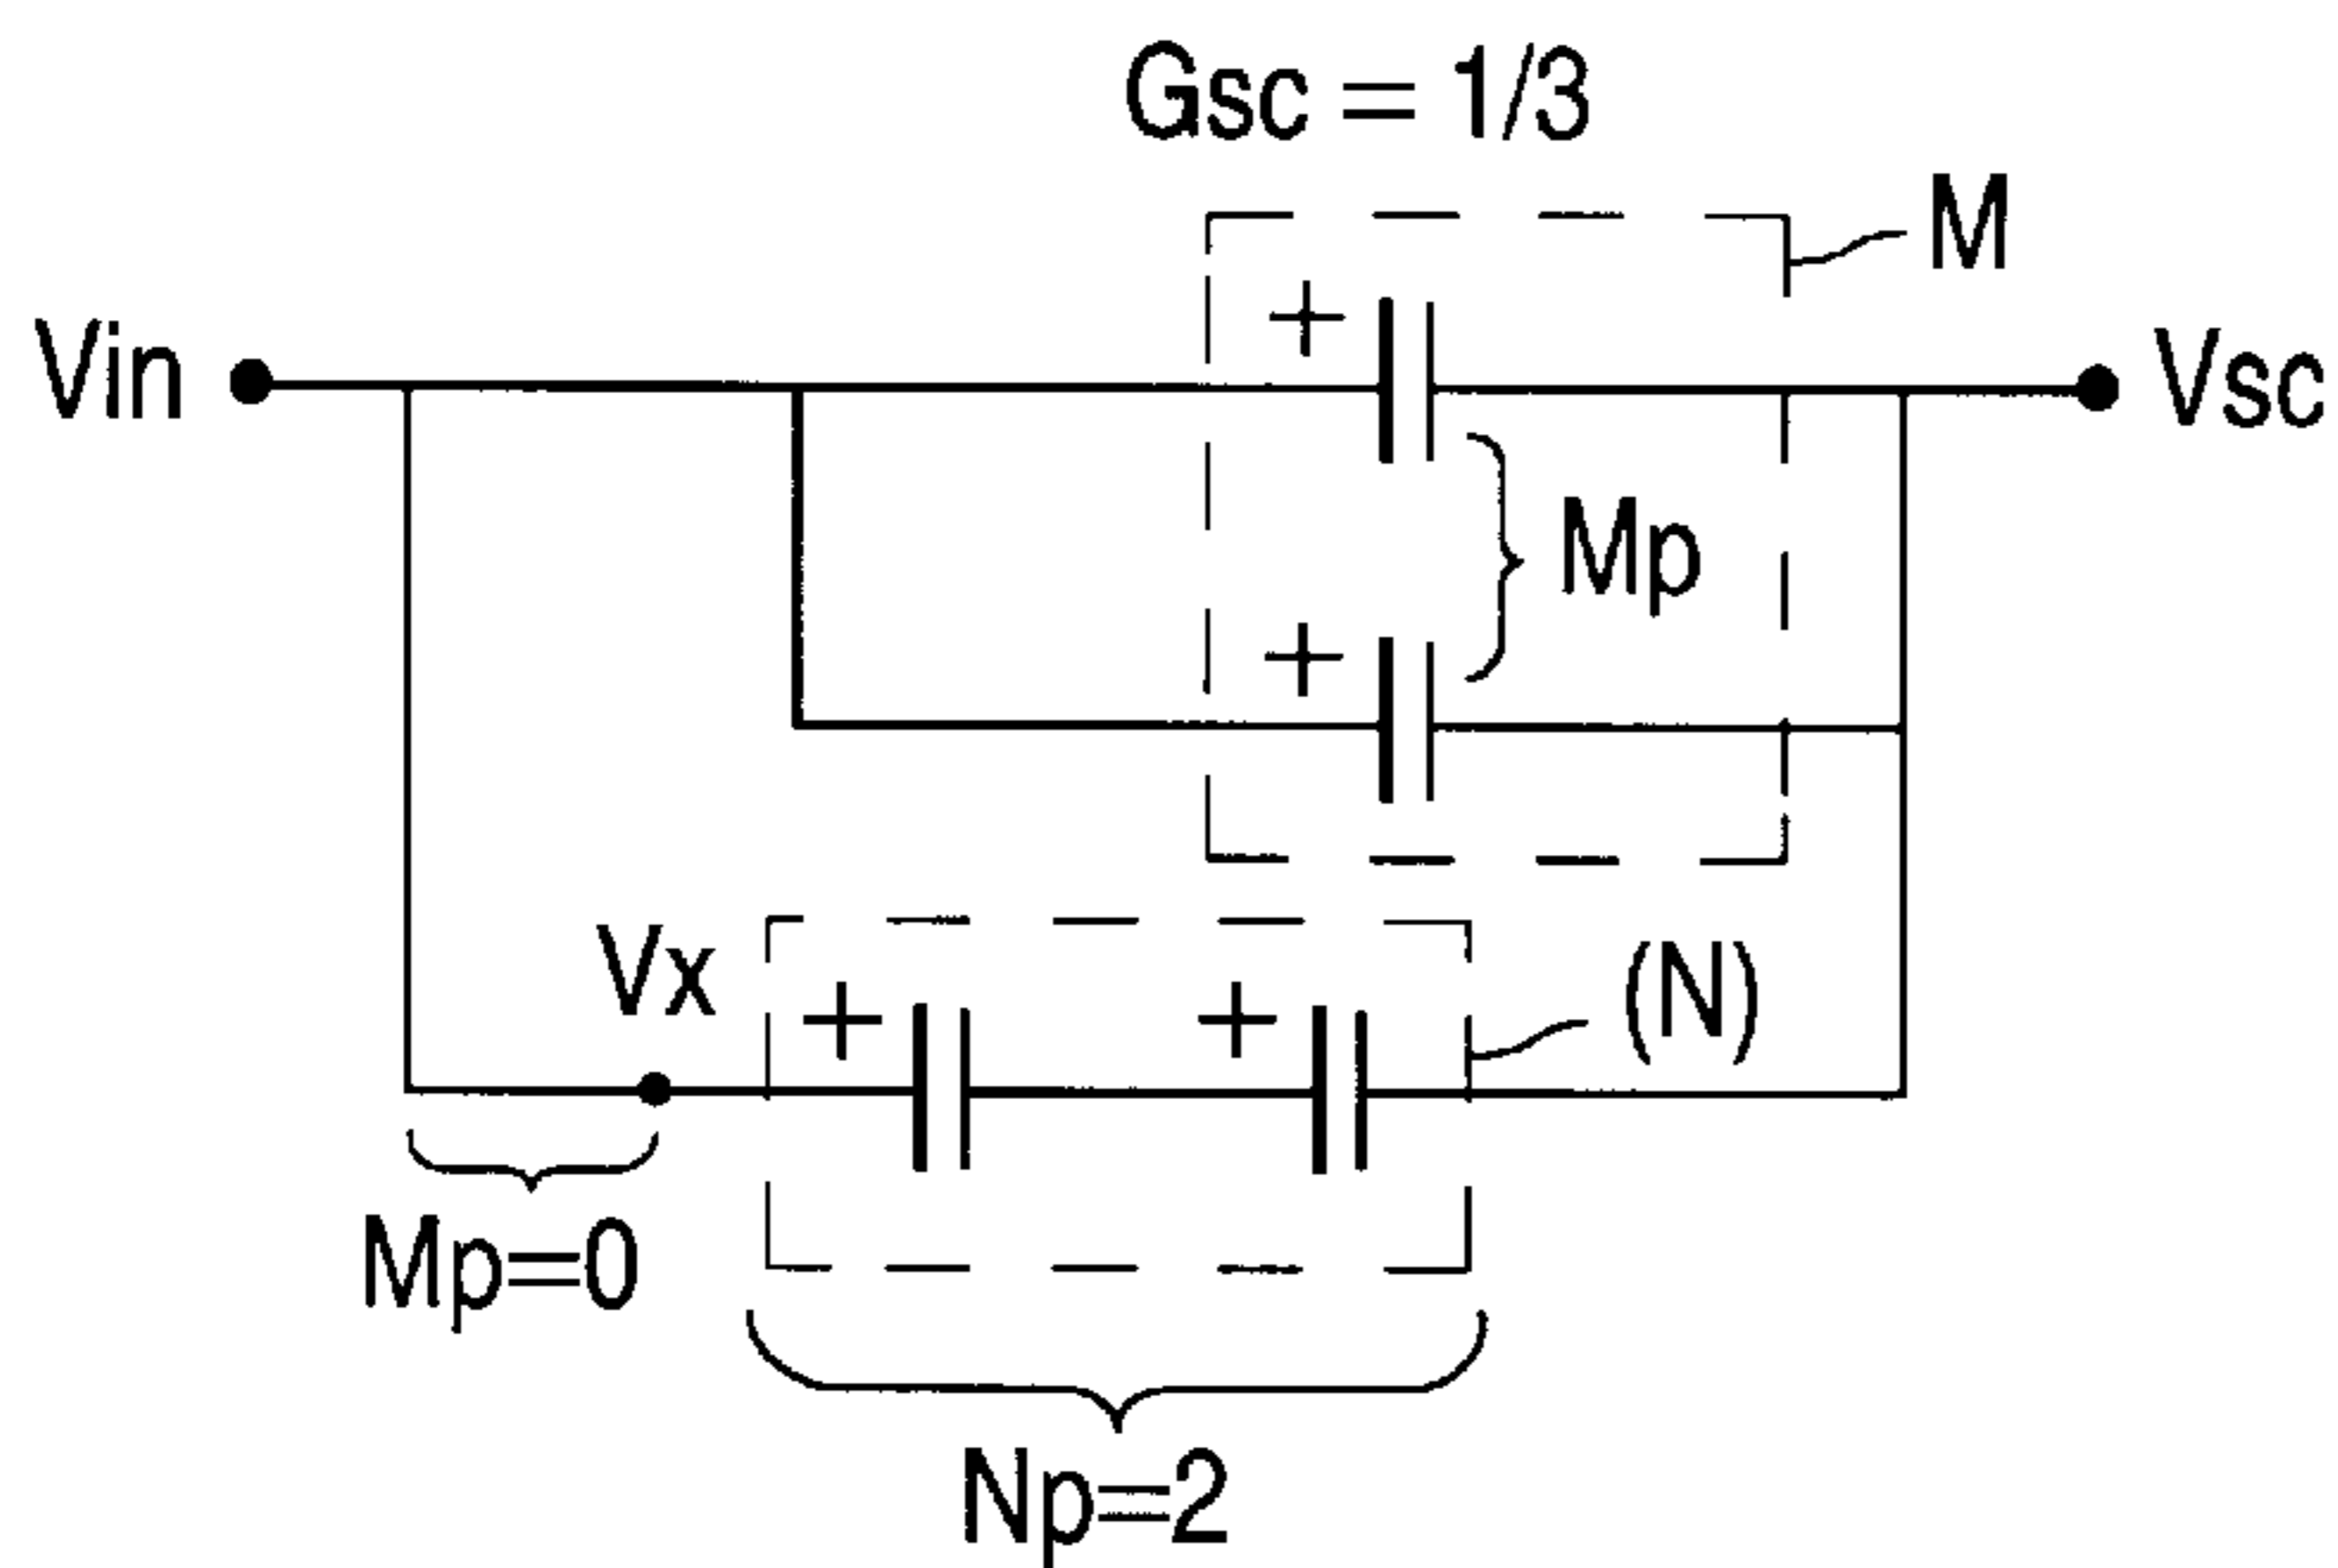 Gsc = 1/3
M
Vin
+
Vsc
Mp
+
Vx
+
+
(N)
Mp=0
Np=2